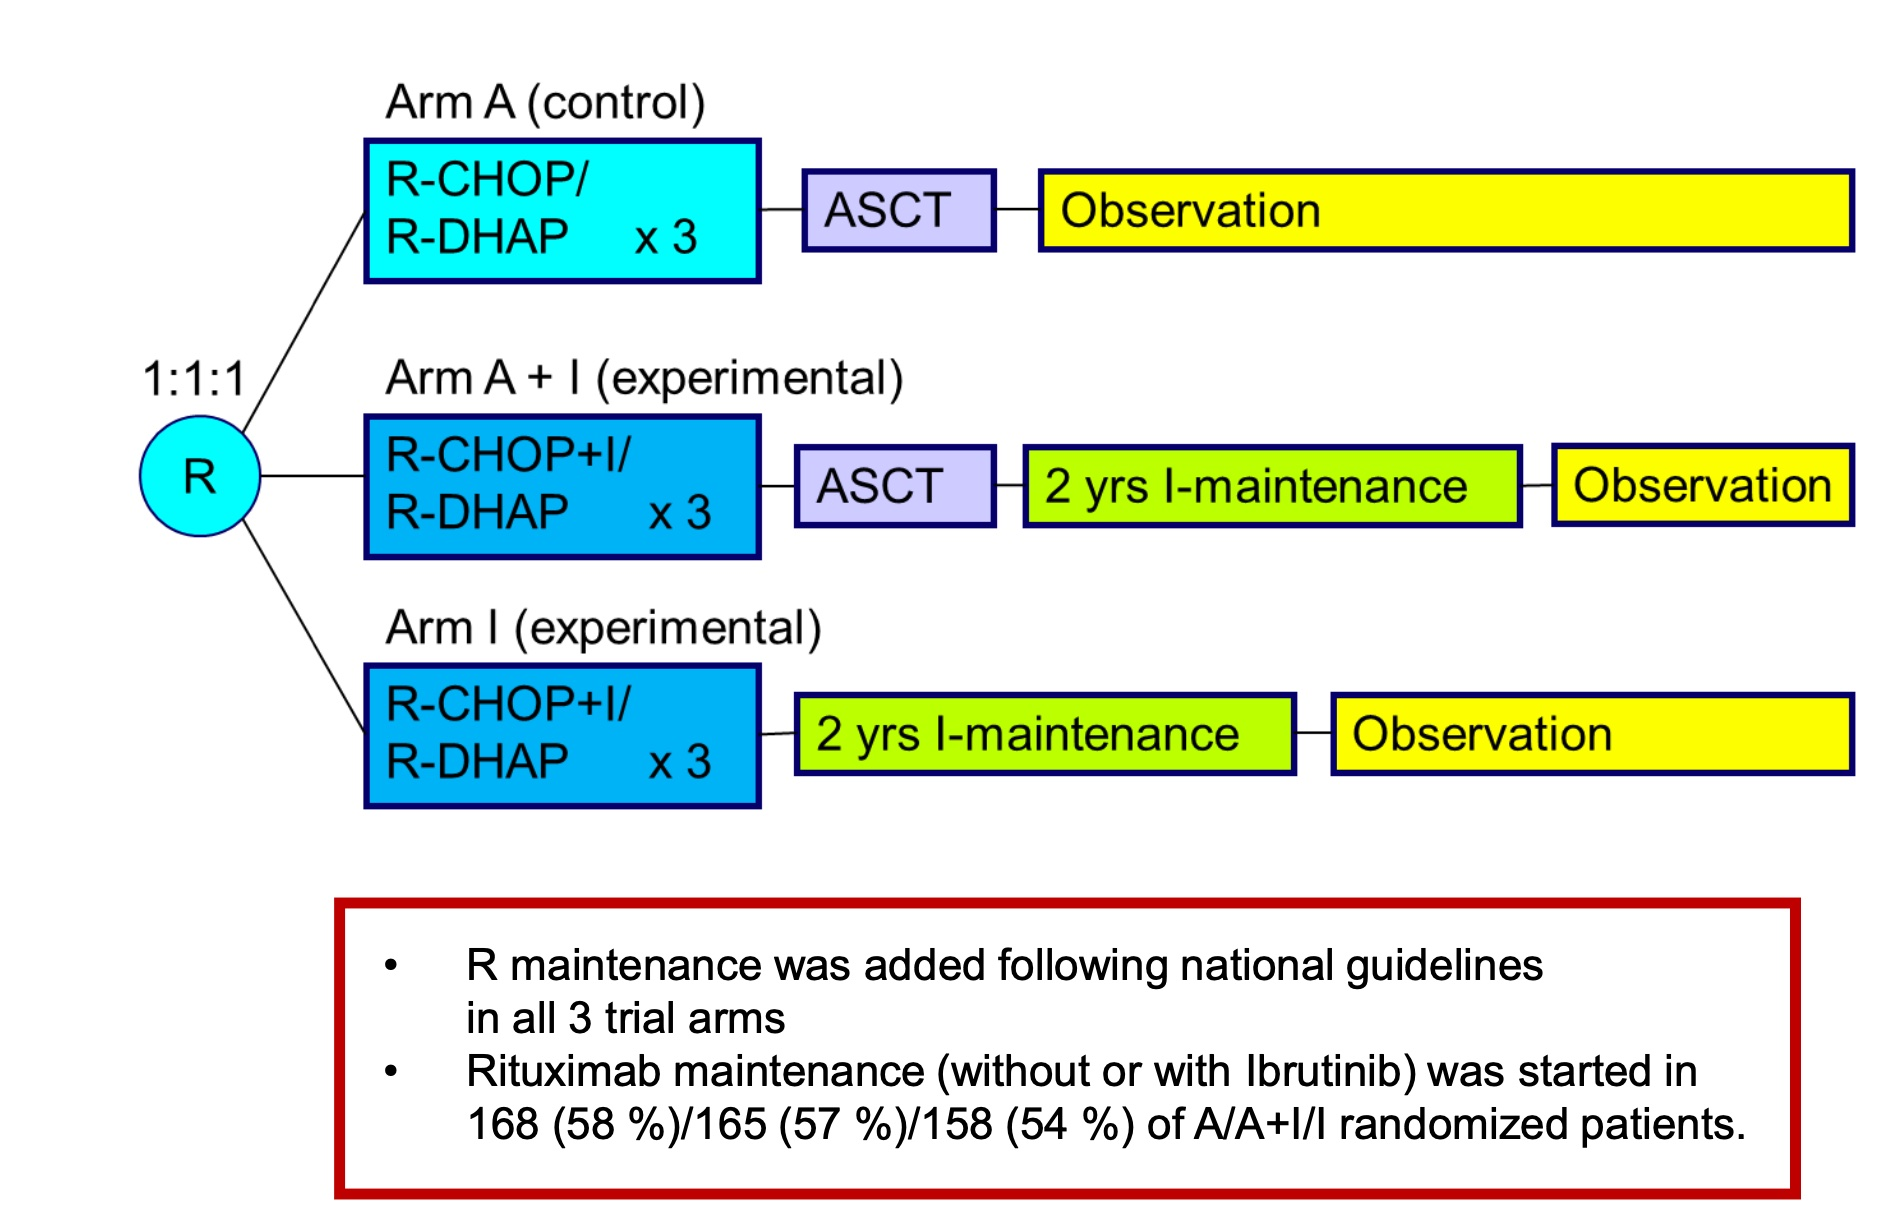 Arm A (control)
R-CHOP/
R-DHAP x 3
ASCT
Observation
1:1:1
R
Arm A + I (experimental)
R-CHOP+I/
R-DHAP x 3
ASCT
2 yrs I-maintenance
Observation
Arm I (experimental)
R-CHOP+I/
R-DHAP x 3
2 yrs I-maintenance
Observation
• R maintenance was added following national guidelines
in all 3 trial arms
• Rituximab maintenance (without or with Ibrutinib) was started in
168 (58 %)/165 (57 %)/158 (54 %) of A/A+I/I randomized patients.